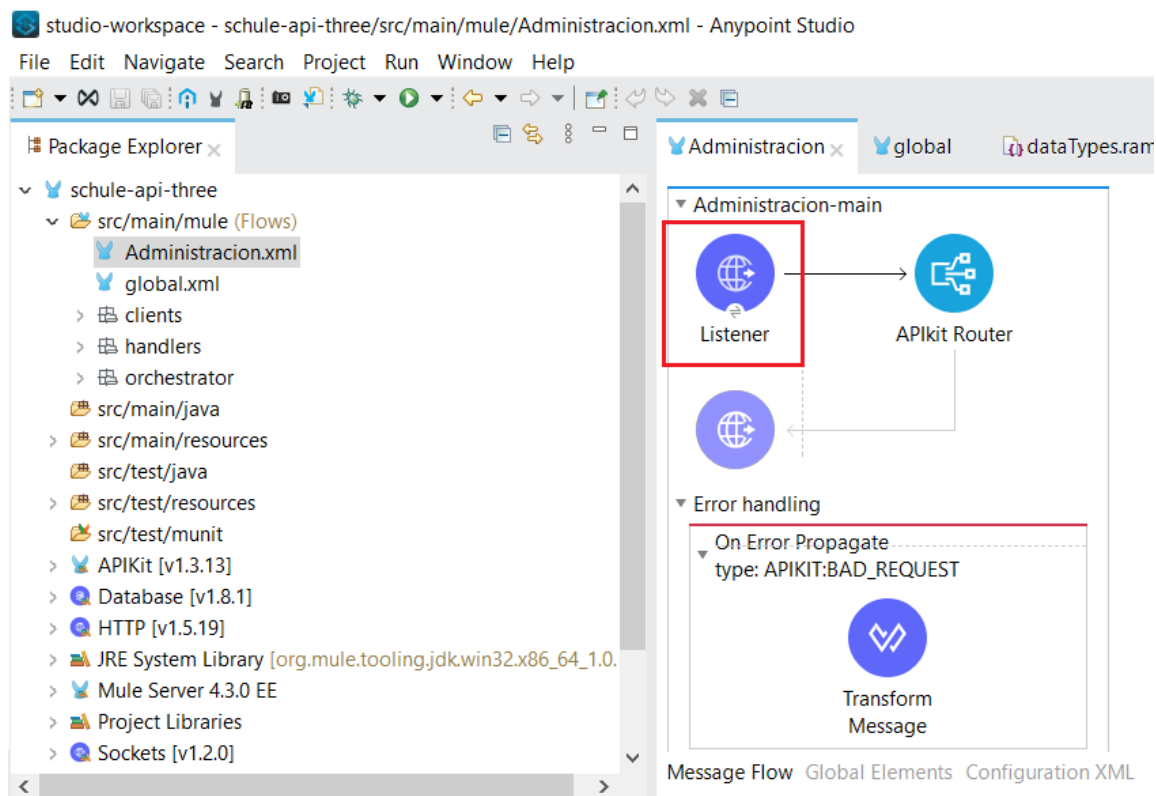 studio-workspace - schule-api-three/src/main/mule/Administracion.xml - Anypoint Studio
File Edit Navigate Search Project Run Window Help
Package Explorer
schule-api-three
src/main/mule (Flows)
Administracion.xml
global.xml
clients
handlers
orchestrator
src/main/java
src/main/resources
src/test/java
src/test/resources
src/test/munit
APIKit [v1.3.13]
Database [v1.8.1]
HTTP [v1.5.19]
JRE System Library [org.mule.tooling.jdk.win32.x86_64_1.0.
Mule Server 4.3.0 EE
Project Libraries
Sockets [v1.2.0]
Administracion global dataTypes.ram
Administracion-main
Listener
APIkit Router
Error handling
On Error Propagate
type: APIKIT:BAD_REQUEST
Transform
Message
Message Flow Global Elements Configuration XML